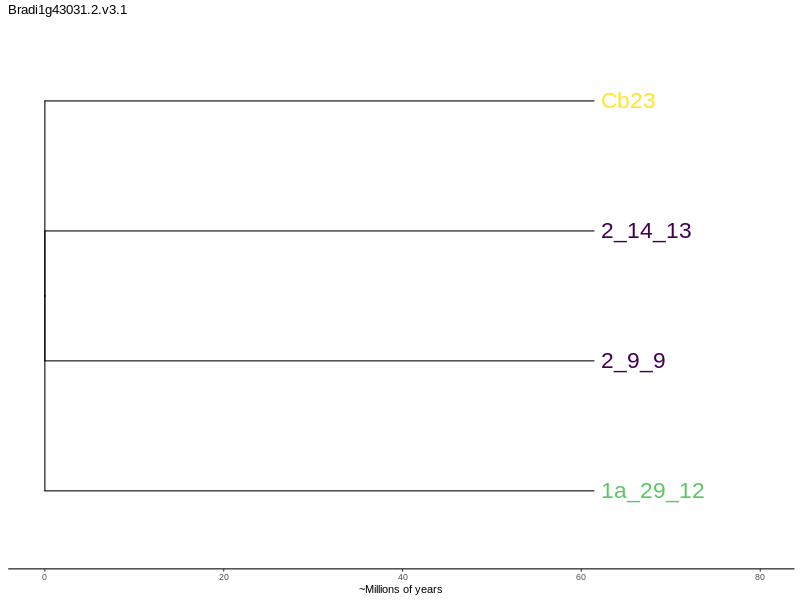 Bradi1g43031.2.v3.1
Cb23
2_14_13
2_9_9
1a_29_12
0 20 40 60 80
~Millions of years